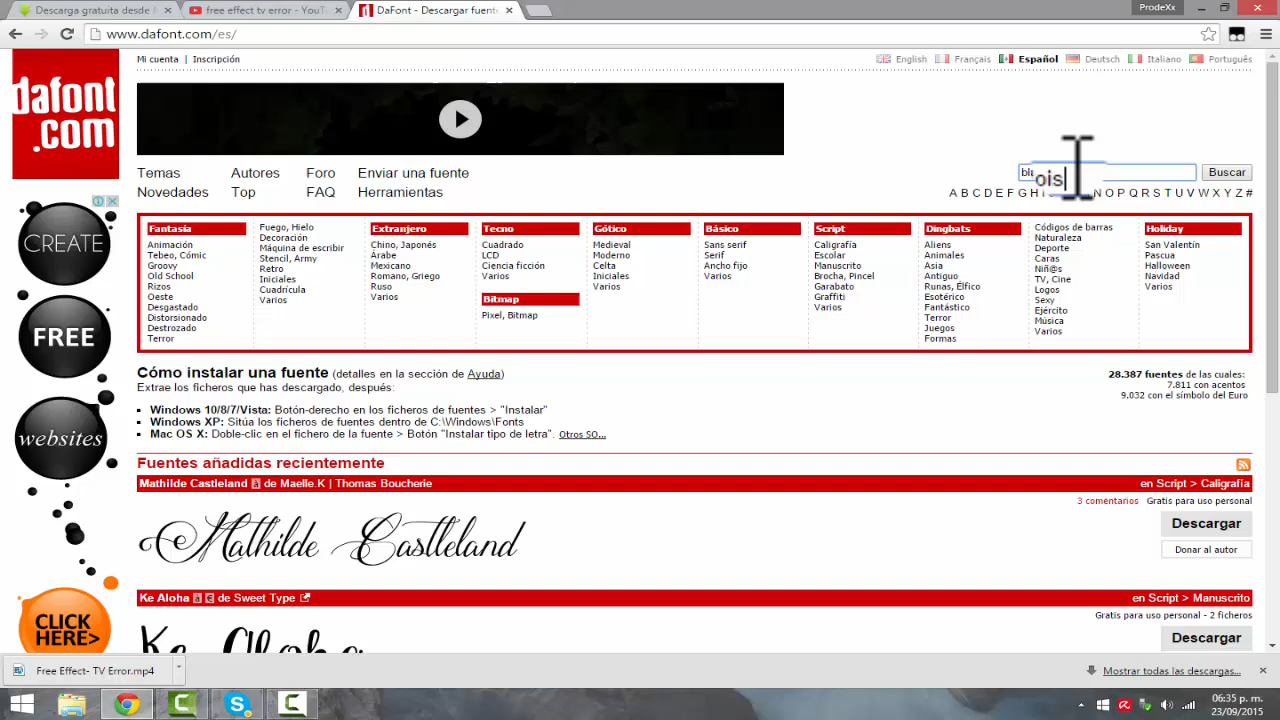 Descarga gratuita desde l
free effect tv error - YouT
DaFont - Descargar fuente
ProdeXx
www.dafont.com/es/
dafont
.com
Mi cuenta | Inscripción
English Français Español Deutsch Italiano Português
Temas Autores Foro Enviar una fuente
Novedades Top FAQ Herramientas
ois
Buscar
A B C D E F G H N O P Q R S T U V W X Y Z #
Fantasía
Animación
Tebeo, Cómic
Groovy
Old School
Rizos
Oeste
Desgastado
Distorsionado
Destrozado
Terror
Fuego, Hielo
Decoración
Máquina de escribir
Stencil, Army
Retro
Iniciales
Cuadrícula
Varios
Extranjero
Chino, Japonés
Árabe
Mexicano
Romano, Griego
Ruso
Varios
Tecno
Cuadrado
LCD
Ciencia ficción
Varios
Bitmap
Pixel, Bitmap
Gótico
Medieval
Moderno
Celta
Iniciales
Varios
Básico
Sans serif
Serif
Ancho fijo
Varios
Script
Caligrafía
Escolar
Manuscrito
Brocha, Pincel
Garabato
Graffiti
Varios
Dingbats
Aliens
Animales
Asia
Antiguo
Runas, Élfico
Esotérico
Fantástico
Terror
Juegos
Formas
Códigos de barras
Naturaleza
Deporte
Caras
Niñ@s
TV, Cine
Logos
Sexy
Ejército
Música
Varios
Holiday
San Valentín
Pascua
Halloween
Navidad
Varios
CREATE
FREE
websites
CLICK
HERE>
Cómo instalar una fuente (detalles en la sección de Ayuda)
Extrae los ficheros que has descargado, después:
Windows 10/8/7/Vista: Botón-derecho en los ficheros de fuentes > "Instalar"
Windows XP: Sitúa los ficheros de fuentes dentro de C:\Windows\Fonts
Mac OS X: Doble-clic en el fichero de la fuente > Botón "Instalar tipo de letra". Otros SO...
28.387 fuentes de las cuales:
7.811 con acentos
9.032 con el símbolo del Euro
Fuentes añadidas recientemente
Mathilde Castleland à de Maelle.K | Thomas Boucherie en Script > Caligrafía
3 comentarios Gratis para uso personal
Mathilde Castleland
Descargar
Donar al autor
Ke Aloha à € de Sweet Type en Script > Manuscrito
Gratis para uso personal - 2 ficheros
Ke Aloha
Descargar
Free Effect- TV Error.mp4
Mostrar todas las descargas...
06:35 p. m.
23/09/2015